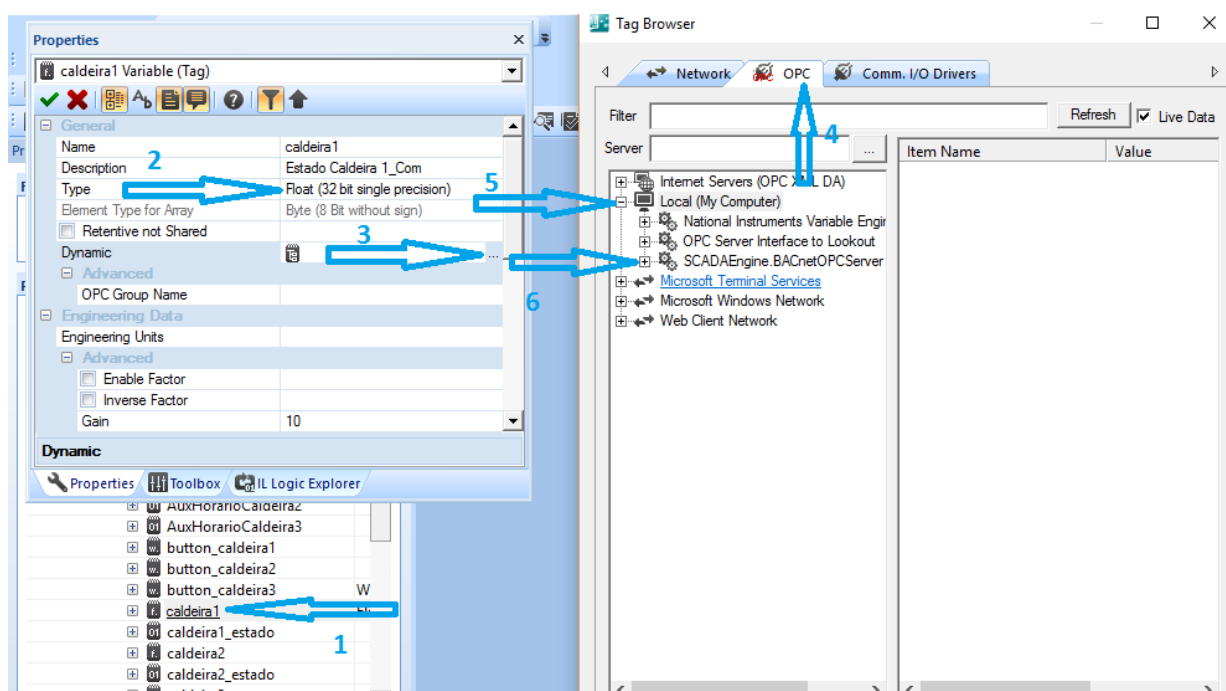 Properties
caldeira1 Variable (Tag)
General
Name caldeira1
Description Estado Caldeira 1_Com
2
Type Float (32 bit single precision)
Element Type for Array Byte (8 Bit without sign)
Retentive not Shared
3
Dynamic ...
Advanced
OPC Group Name
Engineering Data
Engineering Units
Advanced
Enable Factor
Inverse Factor
Gain 10
Dynamic
Properties Toolbox IL Logic Explorer
AuxHorarioCaldeira2
AuxHorarioCaldeira3
button_caldeira1
button_caldeira2
button_caldeira3 W
caldeira1
1
caldeira1_estado
caldeira2
caldeira2_estado
Pr
5
6
Tag Browser
Network OPC Comm. I/O Drivers
Filter Refresh Live Data
4
Server ... Item Name Value
Internet Servers (OPC XML DA)
Local (My Computer)
National Instruments Variable Engir
OPC Server Interface to Lookout
SCADAEngine.BACnetOPCServer
Microsoft Terminal Services
Microsoft Windows Network
Web Client Network